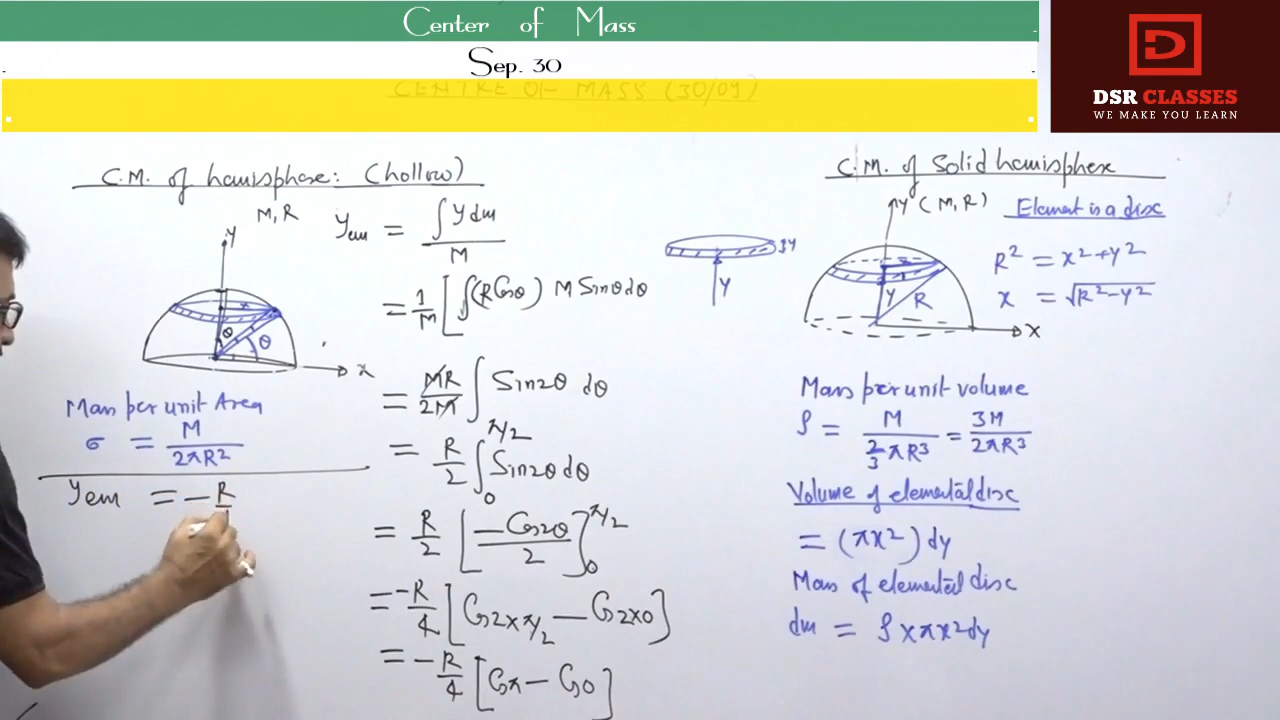 Center of Mass
Sep. 30
CENTRE OF MASS (30/09)
DSR CLASSES
WE MAKE YOU LEARN
C.M. of hemisphase: (hollow)
M, R
y
x
θ
θ
x
Mass per unit Area
σ = M/2πR²
Ycm = -R/
Ycm = ∫y dm / M
= 1/M [∫(R Cosθ) M Sinθ dθ
= MR/2M ∫ Sin2θ dθ
= R/2 ∫₀^π/2 Sin2θ dθ
= R/2 [-Cos2θ/2]₀^π/2
= -R/4 [Cos2×π/2 - Cos2×0]
= -R/4 [Cosπ - Cos0]
dy
y
C.M. of Solid hemisphere
y (M, R)
x
y
R
x
Element is a disc
R² = x²+y²
x = √R²-y²
Mass per unit volume
ρ = M / 2/3 πR³ = 3M/2πR³
Volume of elemental disc
= (πx²) dy
Mass of elemental disc
dm = ρ × πx² dy